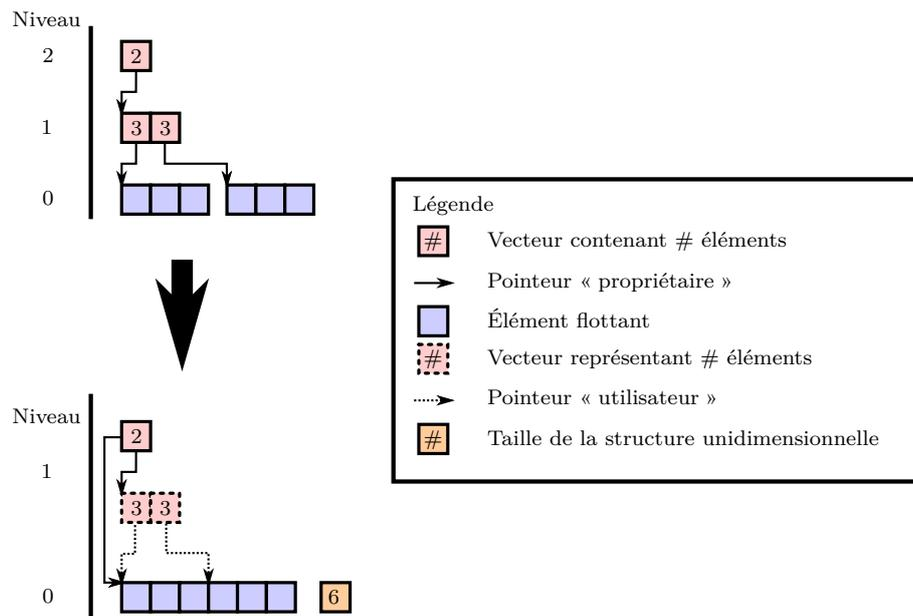 Niveau
2
2
1
3 3
0
Niveau
2
1
3 3
0
6
Légende
# Vecteur contenant # éléments
Pointeur « propriétaire »
Élément flottant
# Vecteur représentant # éléments
Pointeur « utilisateur »
# Taille de la structure unidimensionnelle